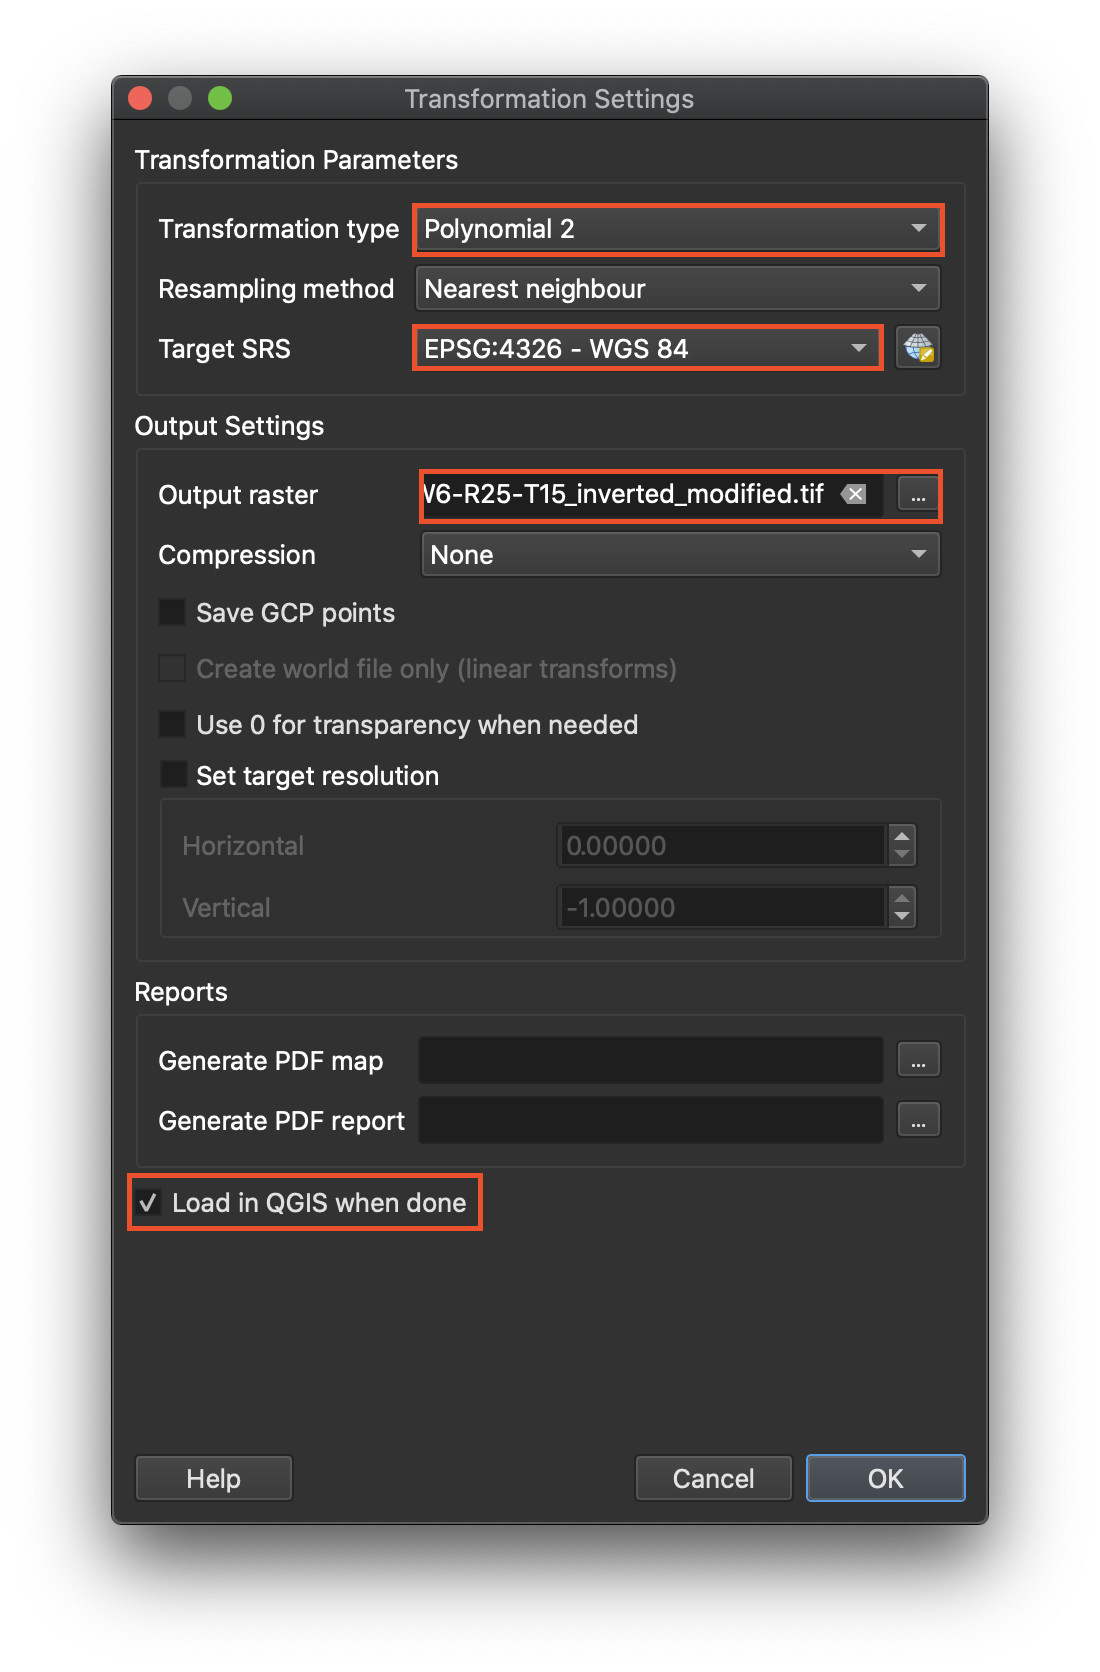 Transformation Settings
Transformation Parameters
Transformation type Polynomial 2
Resampling method Nearest neighbour
Target SRS EPSG:4326 - WGS 84
Output Settings
Output raster W6-R25-T15_inverted_modified.tif ...
Compression None
Save GCP points
Create world file only (linear transforms)
Use 0 for transparency when needed
Set target resolution
Horizontal 0.00000
Vertical -1.00000
Reports
Generate PDF map ...
Generate PDF report ...
Load in QGIS when done
Help Cancel OK